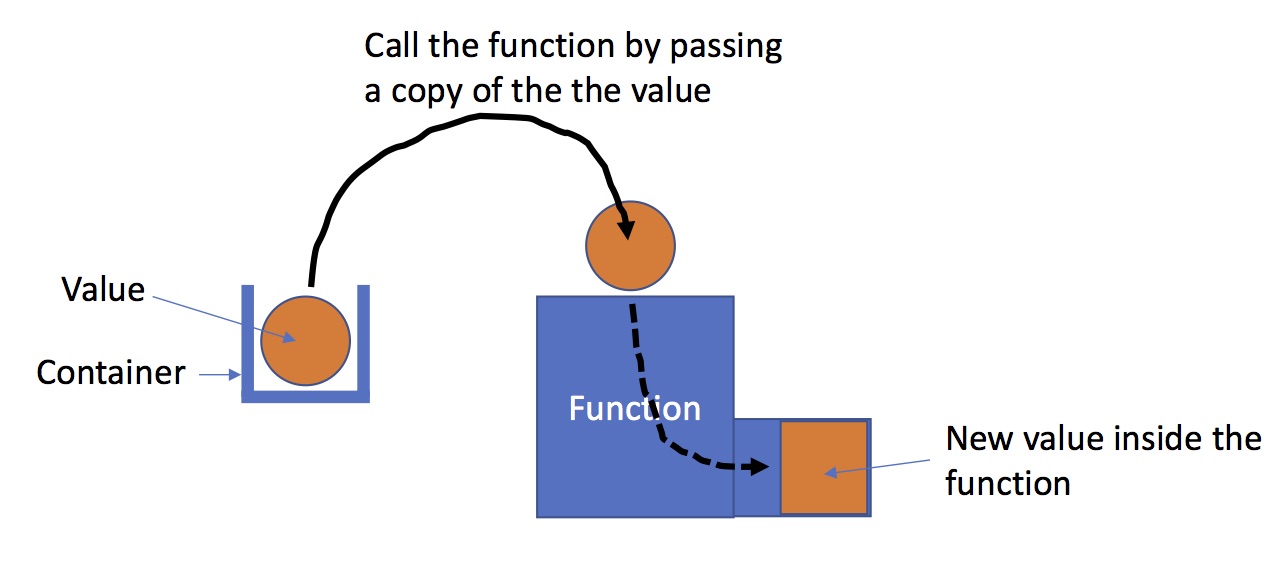 Call the function by passing
a copy of the the value
Value
Container
Function
New value inside the
function